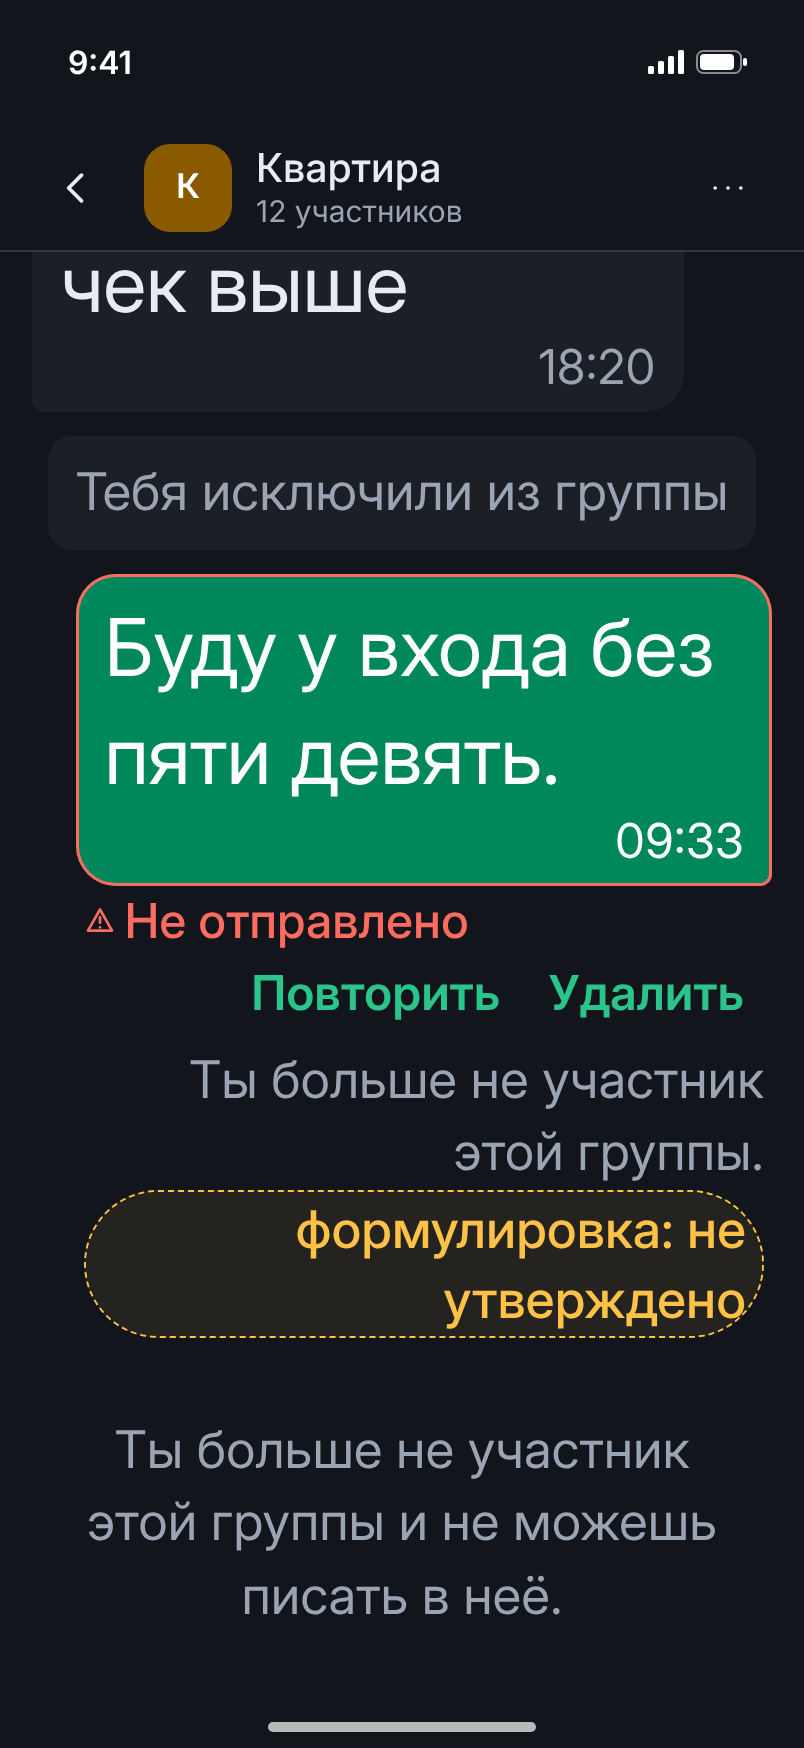 9:41
К
Квартира
12 участников
чек выше
18:20
Тебя исключили из группы
Буду у входа без
пяти девять.
09:33
Не отправлено
Повторить Удалить
Ты больше не участник
этой группы.
формулировка: не
утверждено
Ты больше не участник
этой группы и не можешь
писать в неё.